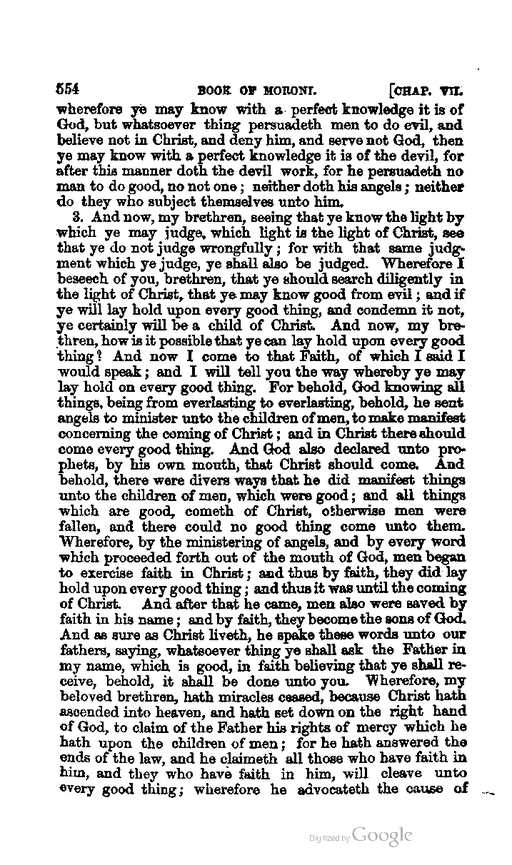 554 BOOK OF MORONI. [CHAP. VII.
wherefore ye may know with a perfect knowledge it is of
God, but whatsoever thing persuadeth men to do evil, and
believe not in Christ, and deny him, and serve not God, then
ye may know with a perfect knowledge it is of the devil, for
after this manner doth the devil work, for he persuadeth no
man to do good, no not one; neither doth his angels; neither
do they who subject themselves unto him.
3. And now, my brethren, seeing that ye know the light by
which ye may judge, which light is the light of Christ, see
that ye do not judge wrongfully; for with that same judg-
ment which ye judge, ye shall also be judged. Wherefore I
beseech of you, brethren, that ye should search diligently in
the light of Christ, that ye may know good from evil; and if
ye will lay hold upon every good thing, and condemn it not,
ye certainly will be a child of Christ. And now, my bre-
thren, how is it possible that ye can lay hold upon every good
thing? And now I come to that Faith, of which I said I
would speak; and I will tell you the way whereby ye may
lay hold on every good thing. For behold, God knowing all
things, being from everlasting to everlasting, behold, he sent
angels to minister unto the children of men, to make manifest
concerning the coming of Christ; and in Christ there should
come every good thing. And God also declared unto pro-
phets, by his own mouth, that Christ should come. And
behold, there were divers ways that he did manifest things
unto the children of men, which were good; and all things
which are good, cometh of Christ, otherwise men were
fallen, and there could no good thing come unto them.
Wherefore, by the ministering of angels, and by every word
which proceeded forth out of the mouth of God, men began
to exercise faith in Christ; and thus by faith, they did lay
hold upon every good thing; and thus it was until the coming
of Christ. And after that he came, men also were saved by
faith in his name; and by faith, they become the sons of God.
And as sure as Christ liveth, he spake these words unto our
fathers, saying, whatsoever thing ye shall ask the Father in
my name, which is good, in faith believing that ye shall re-
ceive, behold, it shall be done unto you. Wherefore, my
beloved brethren, hath miracles ceased, because Christ hath
ascended into heaven, and hath set down on the right hand
of God, to claim of the Father his rights of mercy which he
hath upon the children of men; for he hath answered the
ends of the law, and he claimeth all those who have faith in
him, and they who have faith in him, will cleave unto
every good thing; wherefore he advocateth the cause of
Digitized by Google